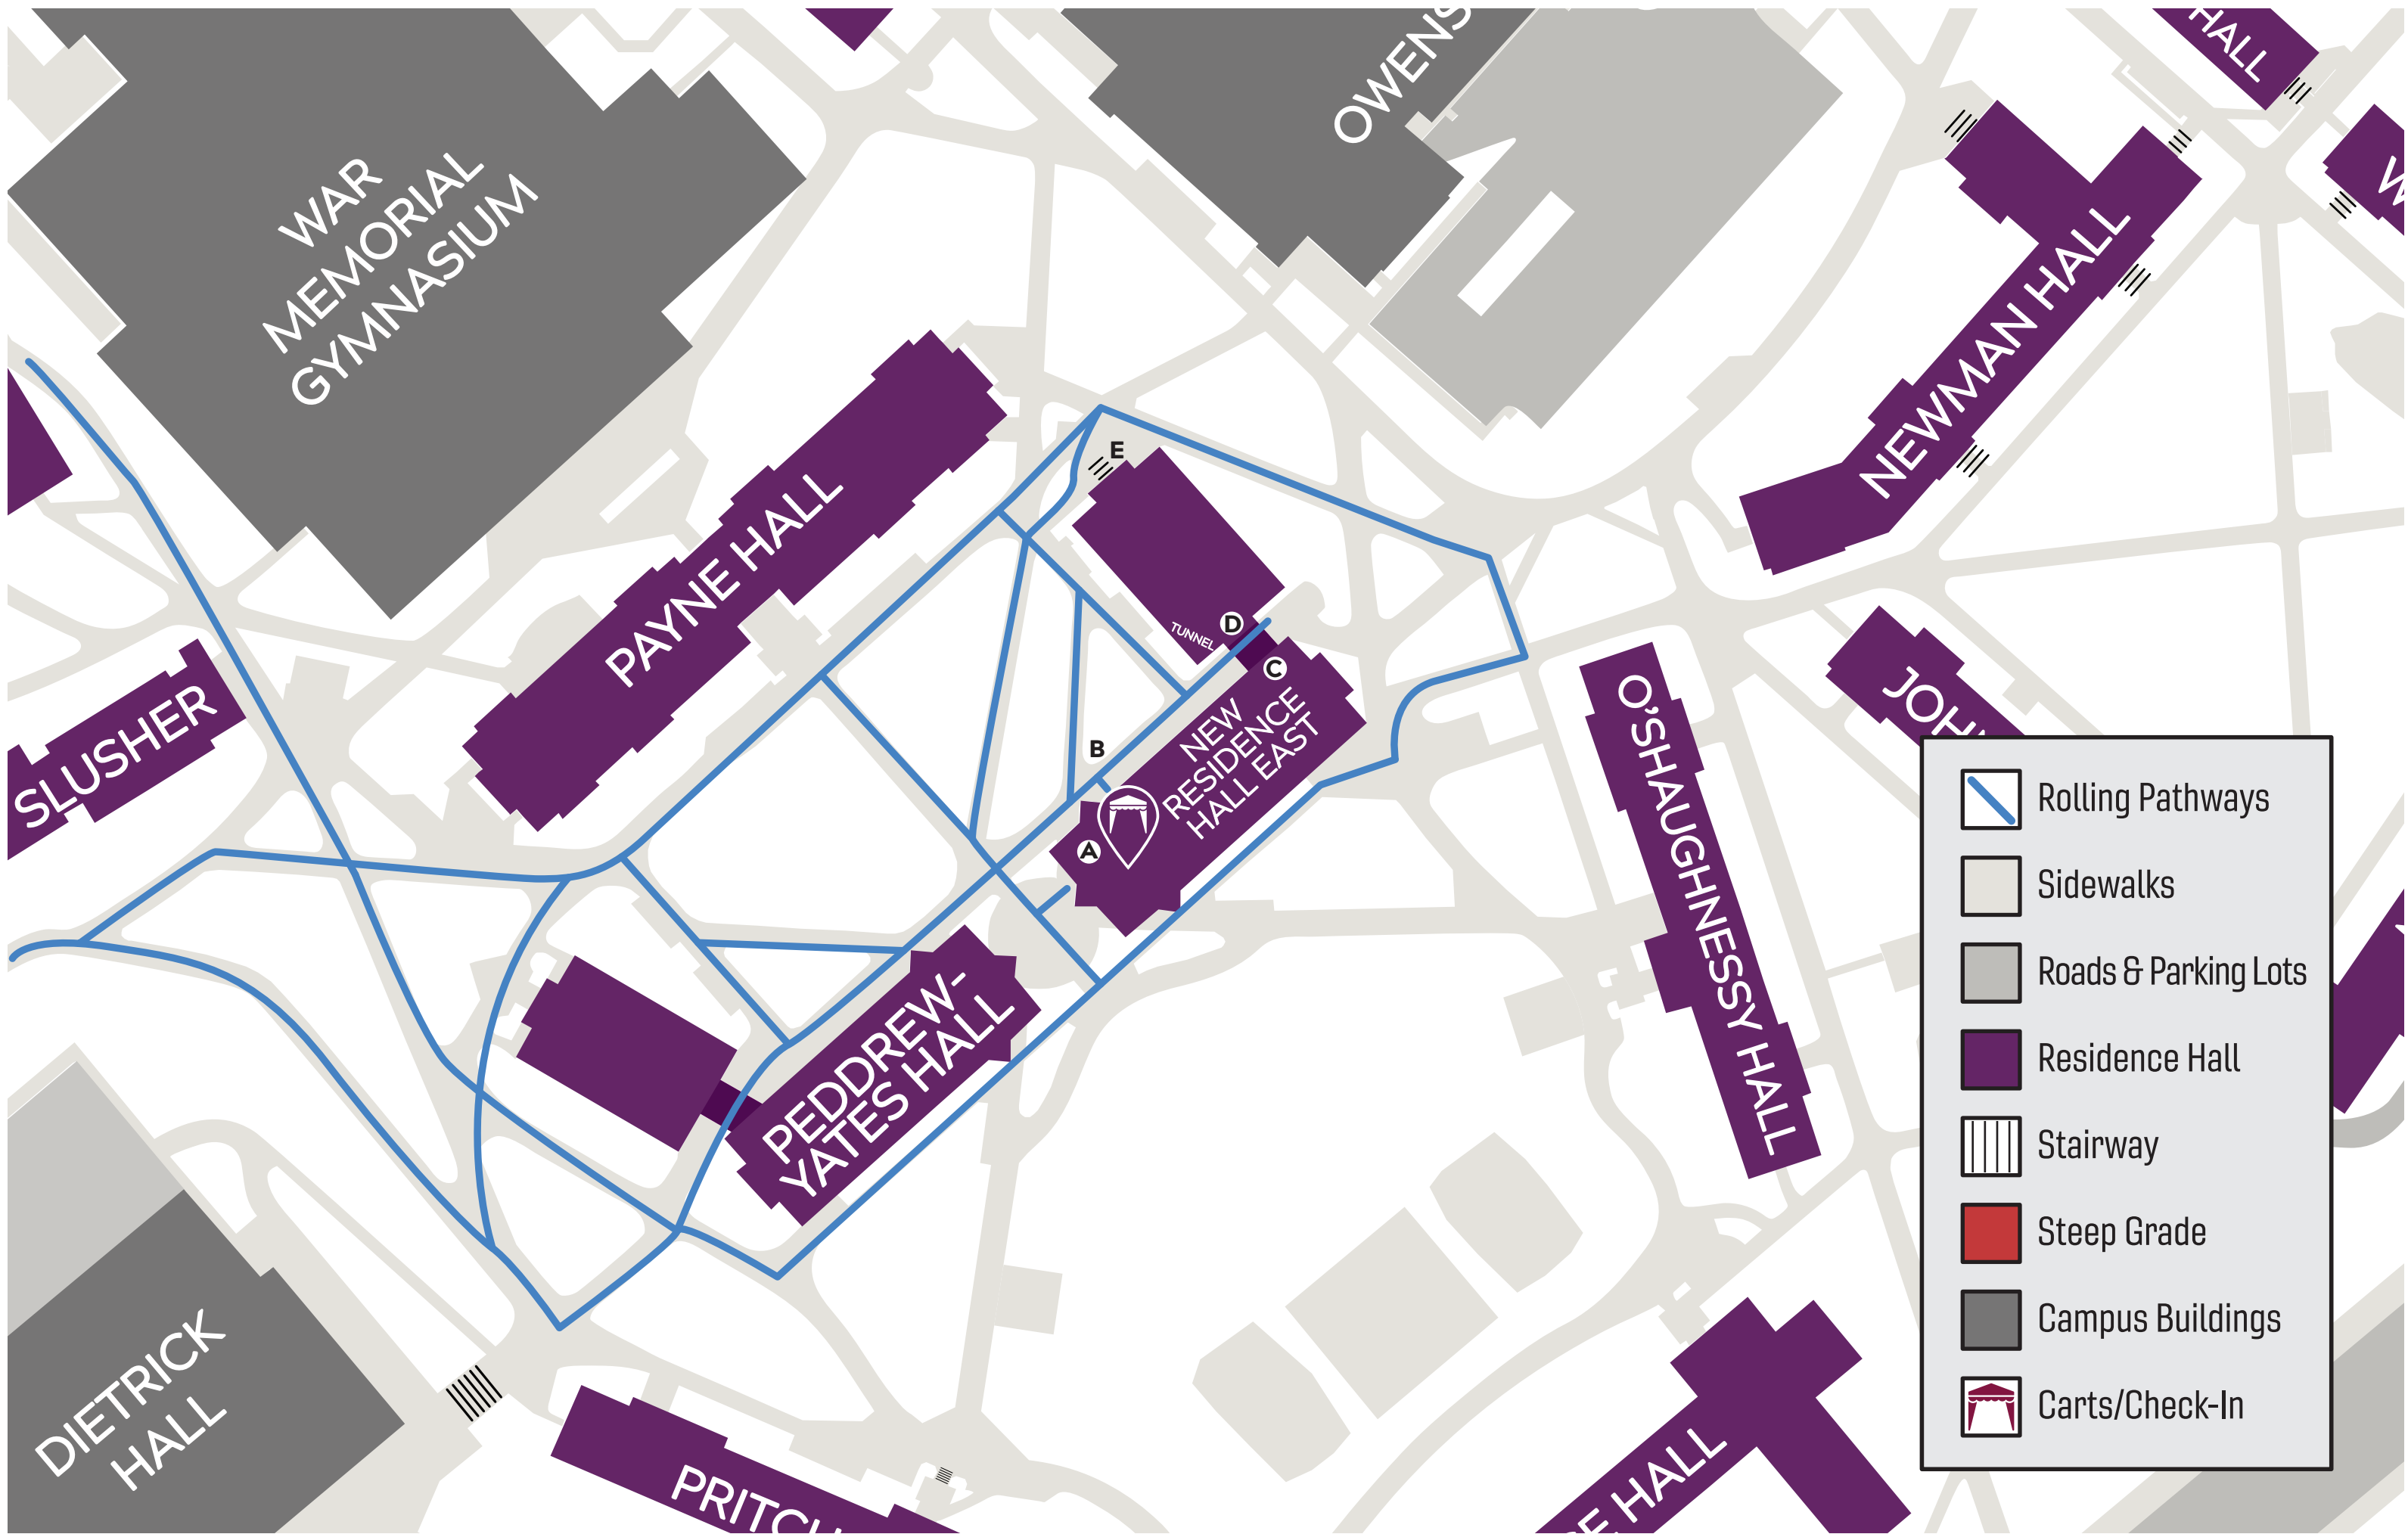 WAR
MEMORIAL
GYMNASIUM
OWENS
HALL
NEWMAN HALL
PAYNE HALL
E
TUNNEL
D
C
B
A
NEW
RESIDENCE
HALL EAST
SLUSHER
O'SHAUGHNESSY HALL
PEDDREW-
YATES HALL
DIETRICK
HALL
HALL
Rolling Pathways
Sidewalks
Roads & Parking Lots
Residence Hall
Stairway
Steep Grade
Campus Buildings
Carts/Check-In